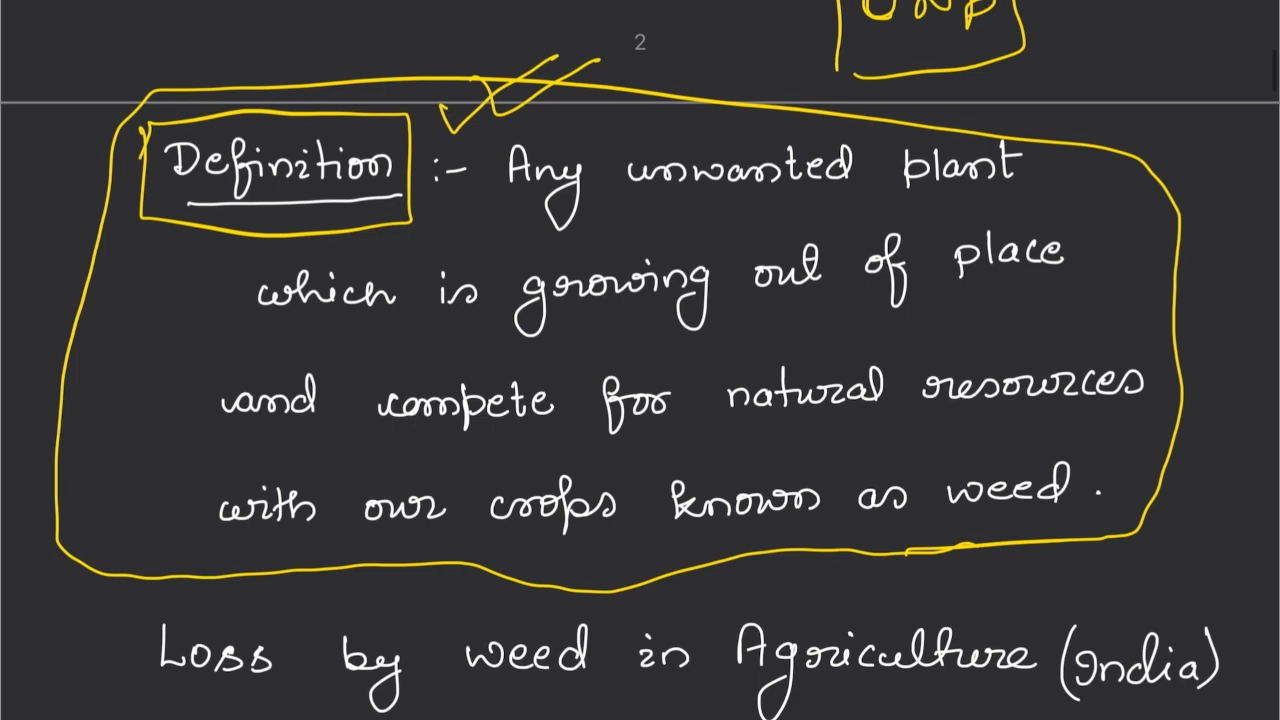 2
Definition :- Any unwanted plant
which is growing out of place
and compete for natural resources
with our crops known as weed.
Loss by weed in Agriculture (India)